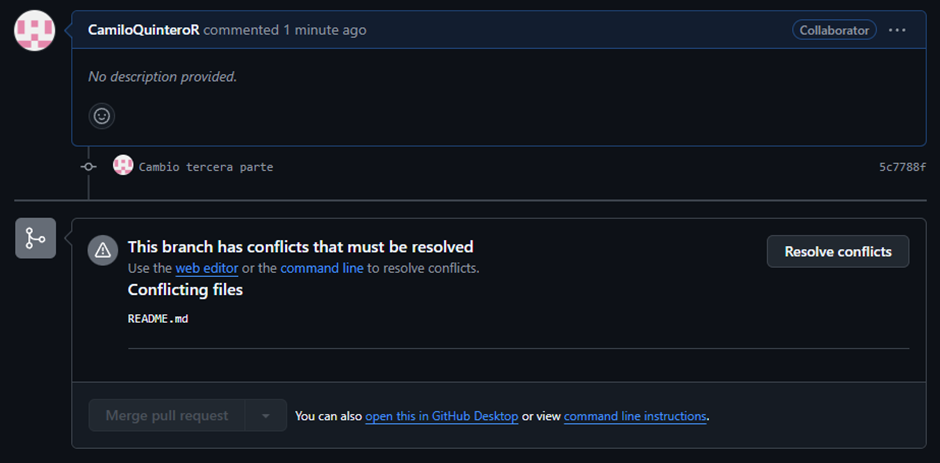 CamiloQuinteroR commented 1 minute ago
Collaborator
No description provided.
Cambio tercera parte
5c7788f
This branch has conflicts that must be resolved
Use the web editor or the command line to resolve conflicts.
Resolve conflicts
Conflicting files
README.md
Merge pull request
You can also open this in GitHub Desktop or view command line instructions.